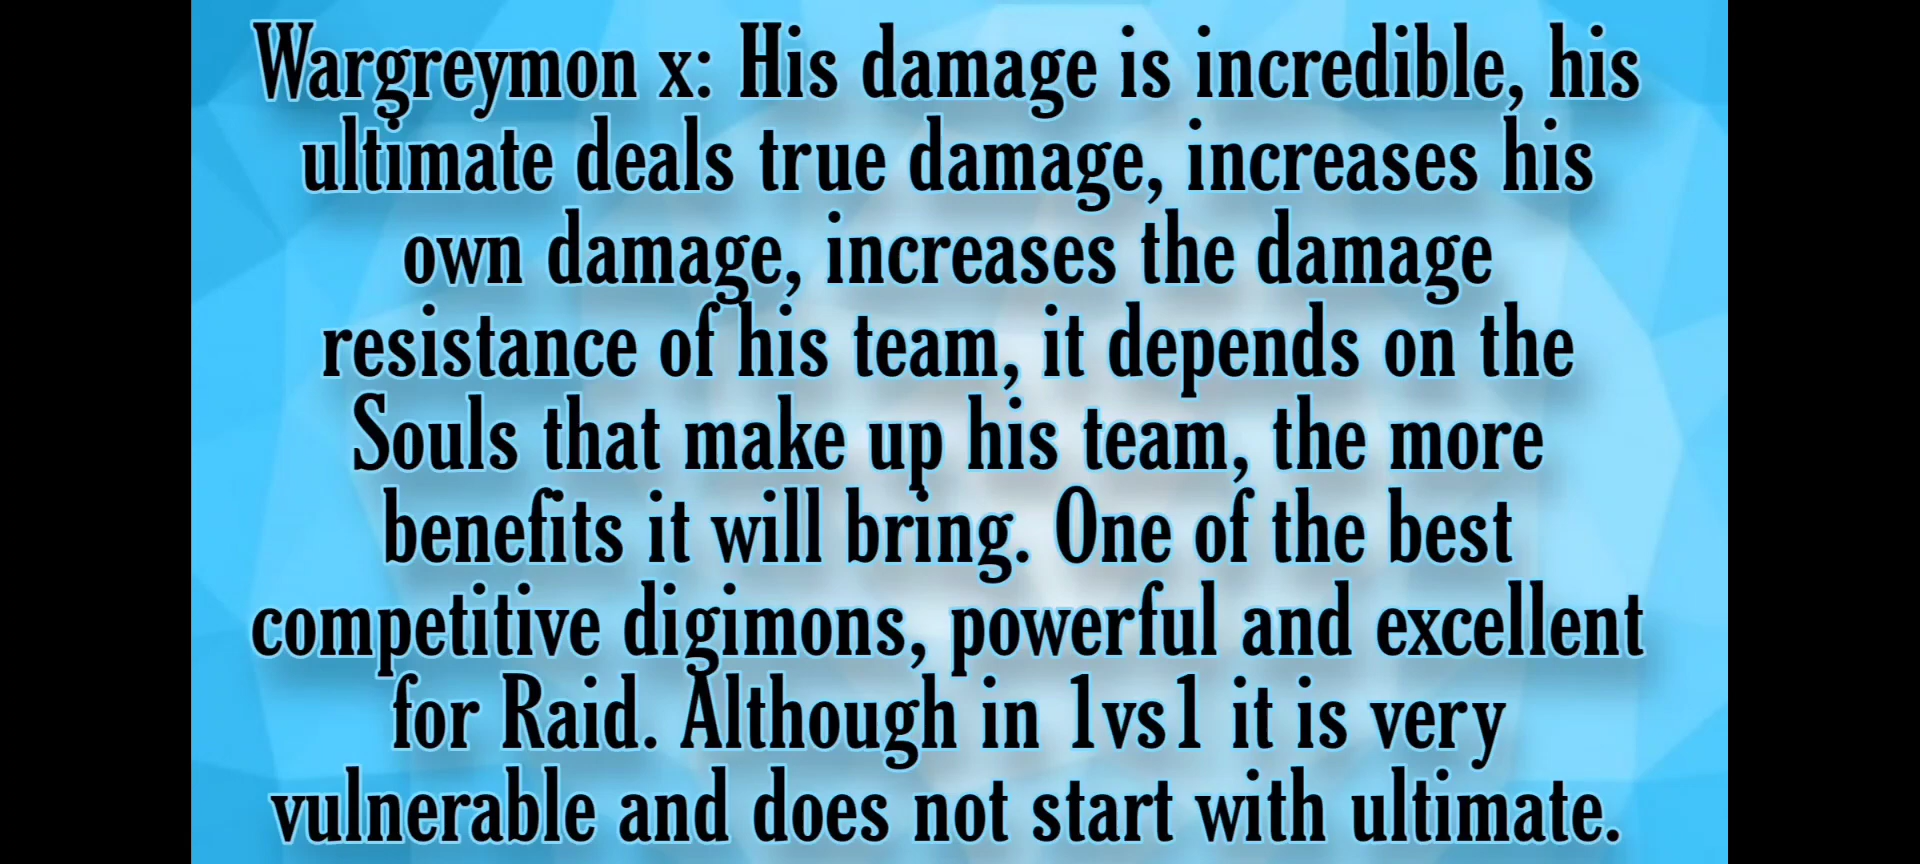 Wargreymon x: His damage is incredible, his
ultimate deals true damage, increases his
own damage, increases the damage
resistance of his team, it depends on the
Souls that make up his team, the more
benefits it will bring. One of the best
competitive digimons, powerful and excellent
for Raid. Although in 1vs1 it is very
vulnerable and does not start with ultimate.